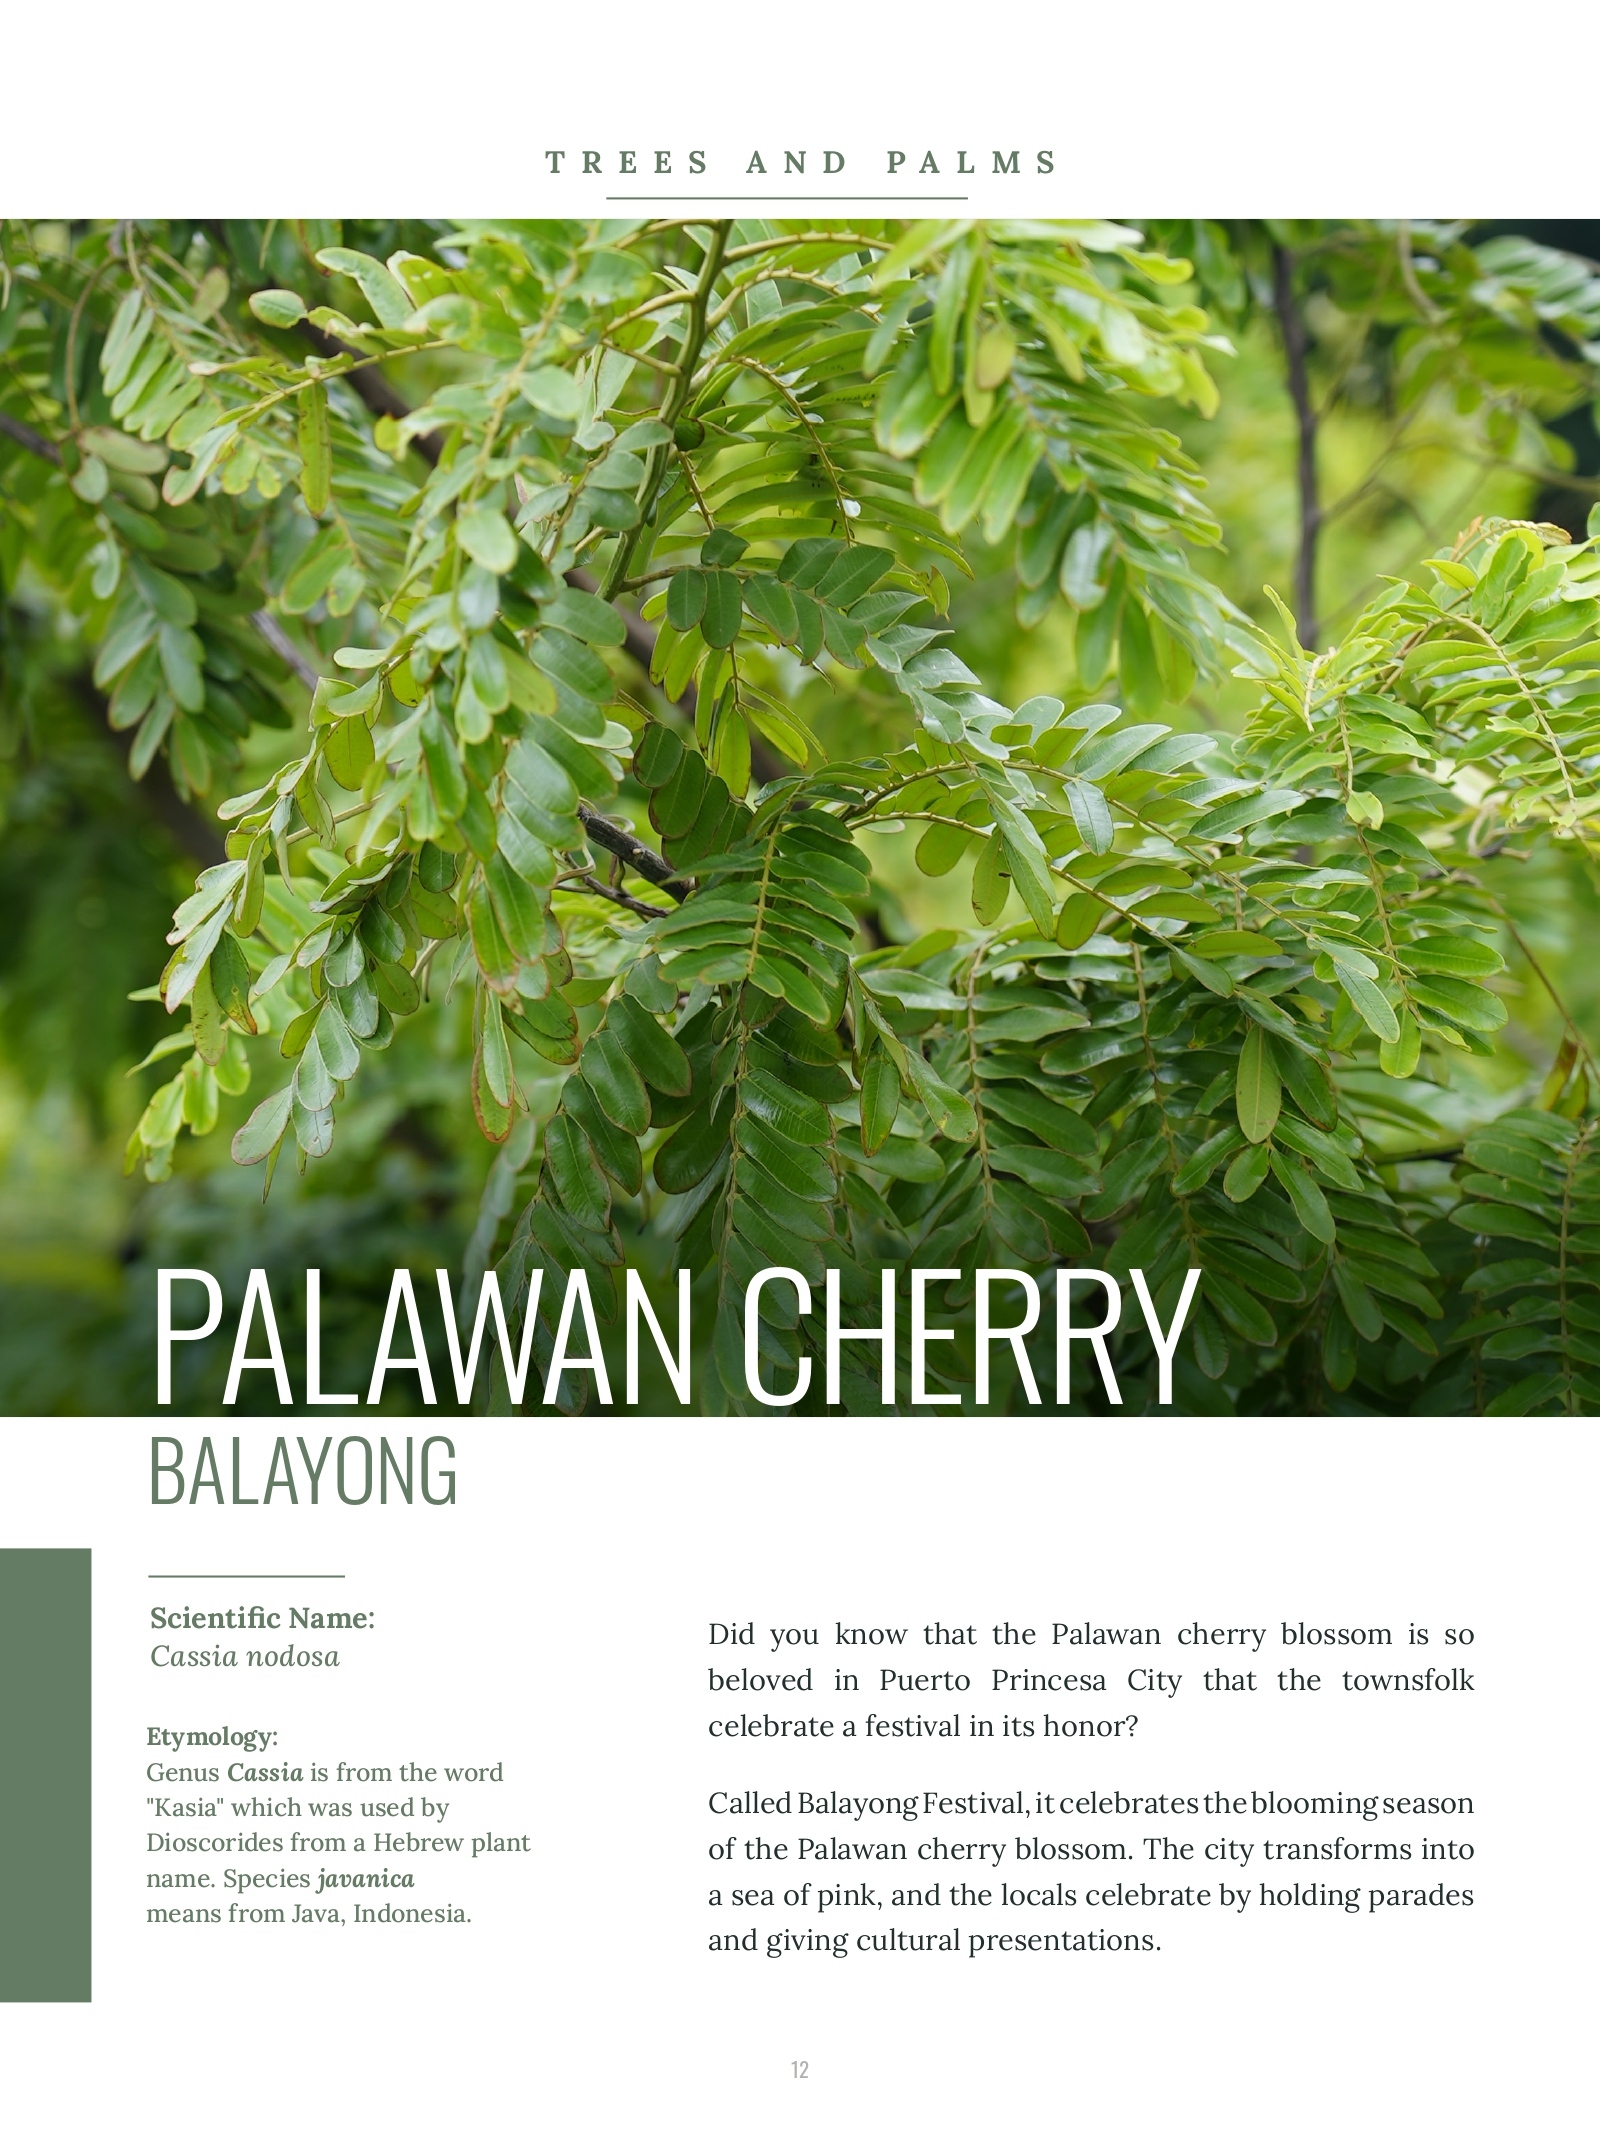 TREES AND PALMS
PALAWAN CHERRY
BALAYONG
Scientific Name:
Cassia nodosa
Etymology:
Genus Cassia is from the word
"Kasia" which was used by
Dioscorides from a Hebrew plant
name. Species javanica
means from Java, Indonesia.
Did you know that the Palawan cherry blossom is so
beloved in Puerto Princesa City that the townsfolk
celebrate a festival in its honor?
Called Balayong Festival, it celebrates the blooming season
of the Palawan cherry blossom. The city transforms into
a sea of pink, and the locals celebrate by holding parades
and giving cultural presentations.
12